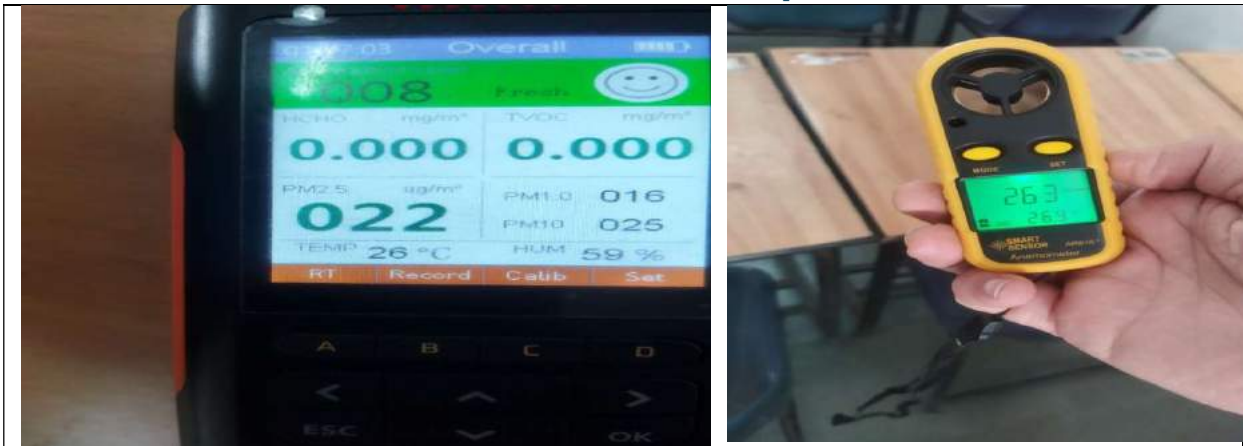 Overall
008 Fresh
HCHO mg/m³ TVOC mg/m³
0.000 0.000
PM2.5 ug/m³ PM1.0 016
022 PM10 025
TEMP 26 °C HUM 59 %
RT Record Calib Set
A B C D
ESC OK
MODE SET
SMART
SENSOR
Anemometer